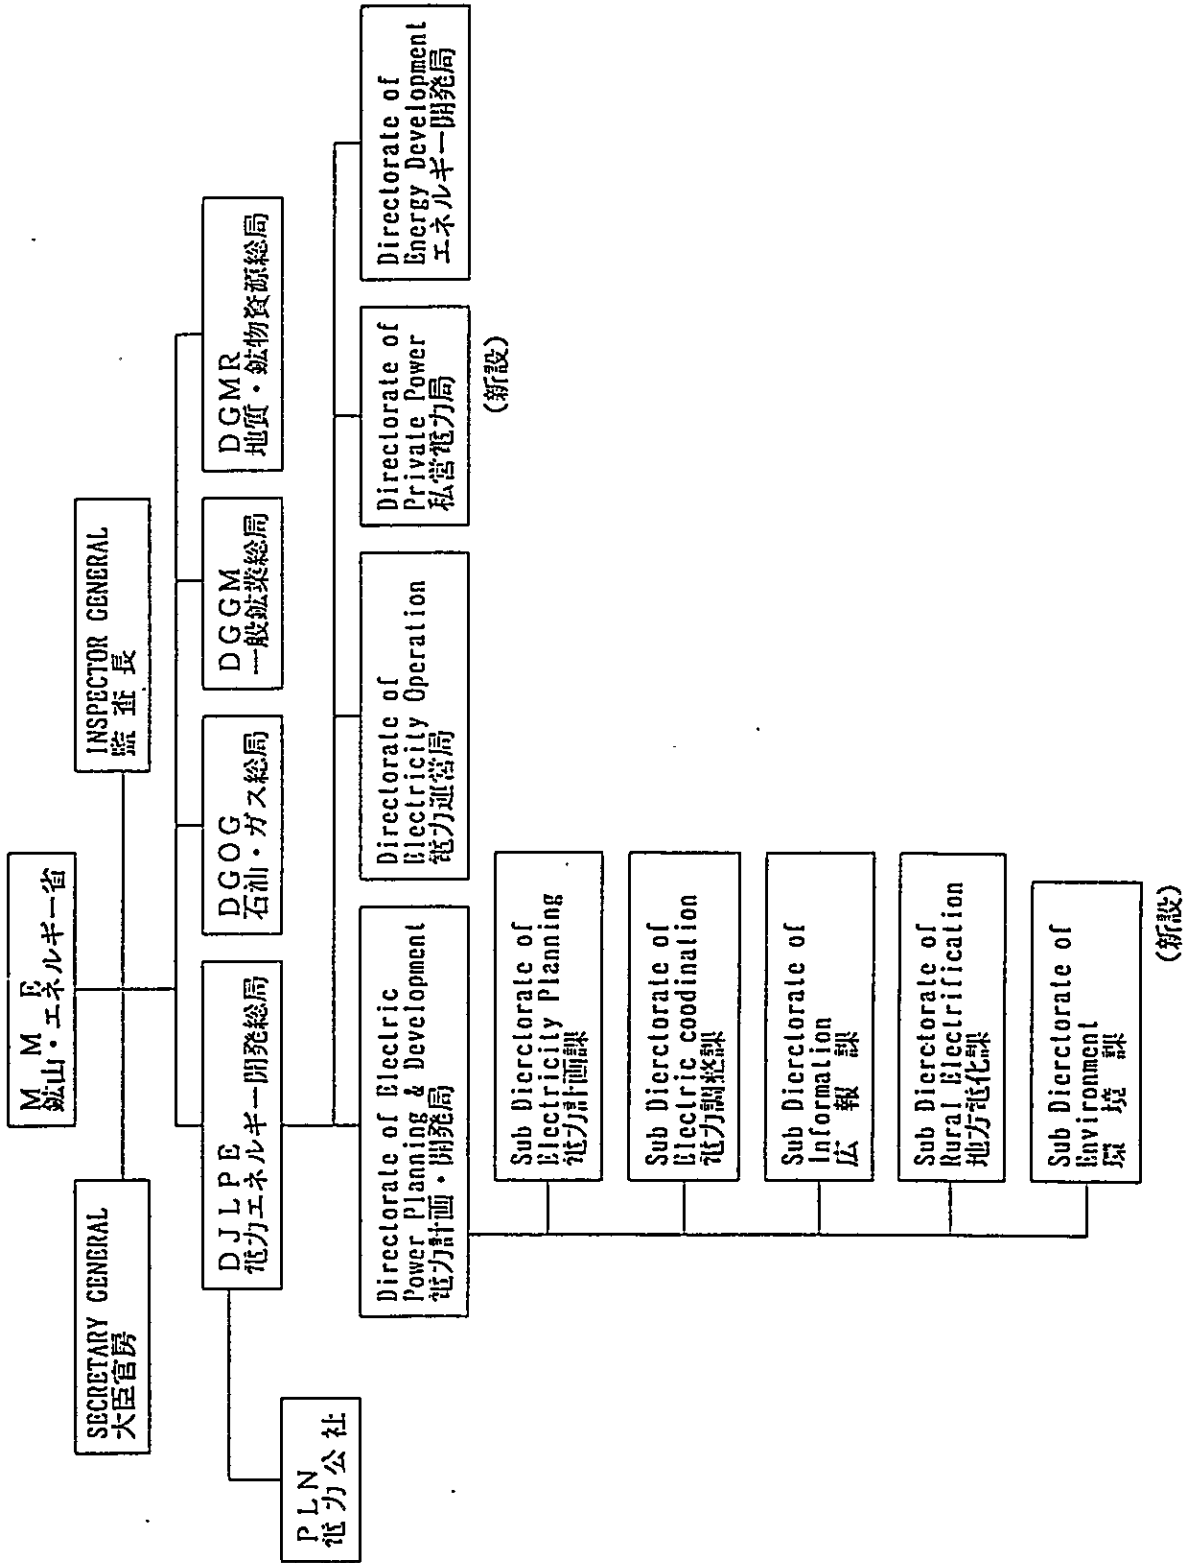 M M E
鉱山・エネルギー省
SECRETARY GENERAL
大臣官房
INSPECTOR GENERAL
監査長
DJLPE
電力エネルギー開発総局
DGOG
石油・ガス総局
DGGM
一般鉱業総局
DGMR
地質・鉱物資源総局
PLN
電力公社
Directorate of Electric
Power Planning & Development
電力計画・開発局
Directorate of
Electricity Operation
電力運営局
Directorate of
Private Power
私営電力局
(新設)
Directorate of
Energy Development
エネルギー開発局
Sub Dierctorate of
Electricity Planning
電力計画課
Sub Dierctorate of
Electric coodination
電力調整課
Sub Dierctorate of
Information
広報課
Sub Dierctorate of
Rural Electrification
地方電化課
Sub Dierctorate of
Environment
環境課
(新設)